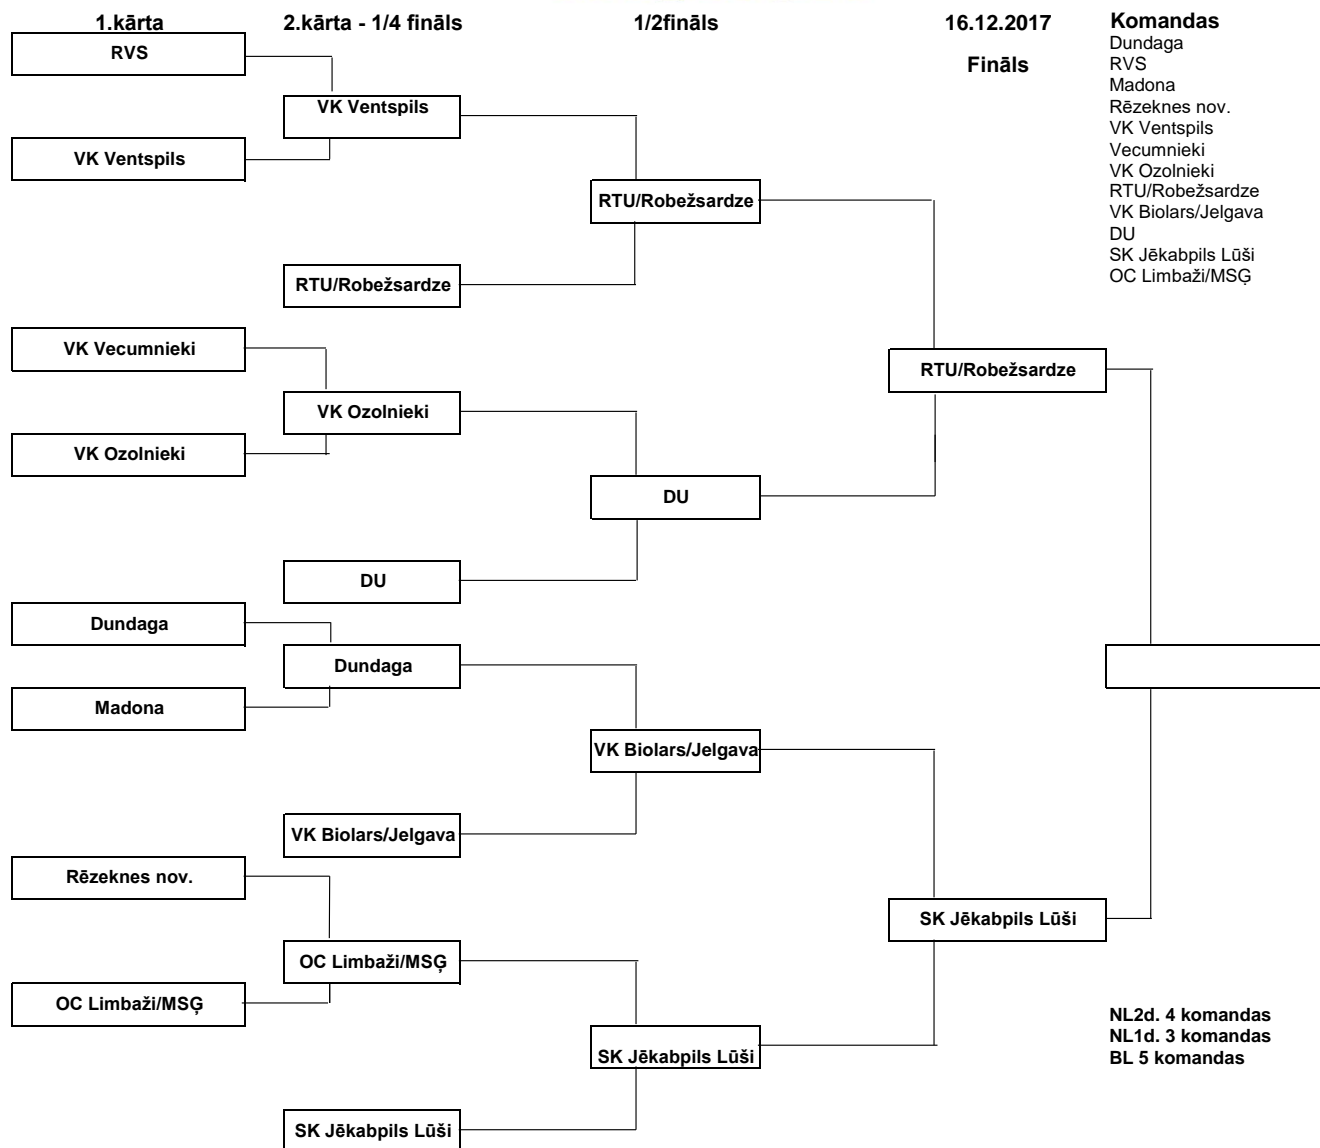 1.kārta
2.kārta - 1/4 fināls
1/2fināls
16.12.2017
Fināls
Komandas
Dundaga
RVS
Madona
Rēzeknes nov.
VK Ventspils
Vecumnieki
VK Ozolnieki
RTU/Robežsardze
VK Biolars/Jelgava
DU
SK Jēkabpils Lūši
OC Limbaži/MSĢ
RVS
VK Ventspils
VK Ventspils
RTU/Robežsardze
RTU/Robežsardze
VK Vecumnieki
RTU/Robežsardze
VK Ozolnieki
VK Ozolnieki
DU
DU
Dundaga
Dundaga
Madona
VK Biolars/Jelgava
VK Biolars/Jelgava
Rēzeknes nov.
SK Jēkabpils Lūši
OC Limbaži/MSĢ
OC Limbaži/MSĢ
SK Jēkabpils Lūši
SK Jēkabpils Lūši
NL2d. 4 komandas
NL1d. 3 komandas
BL 5 komandas